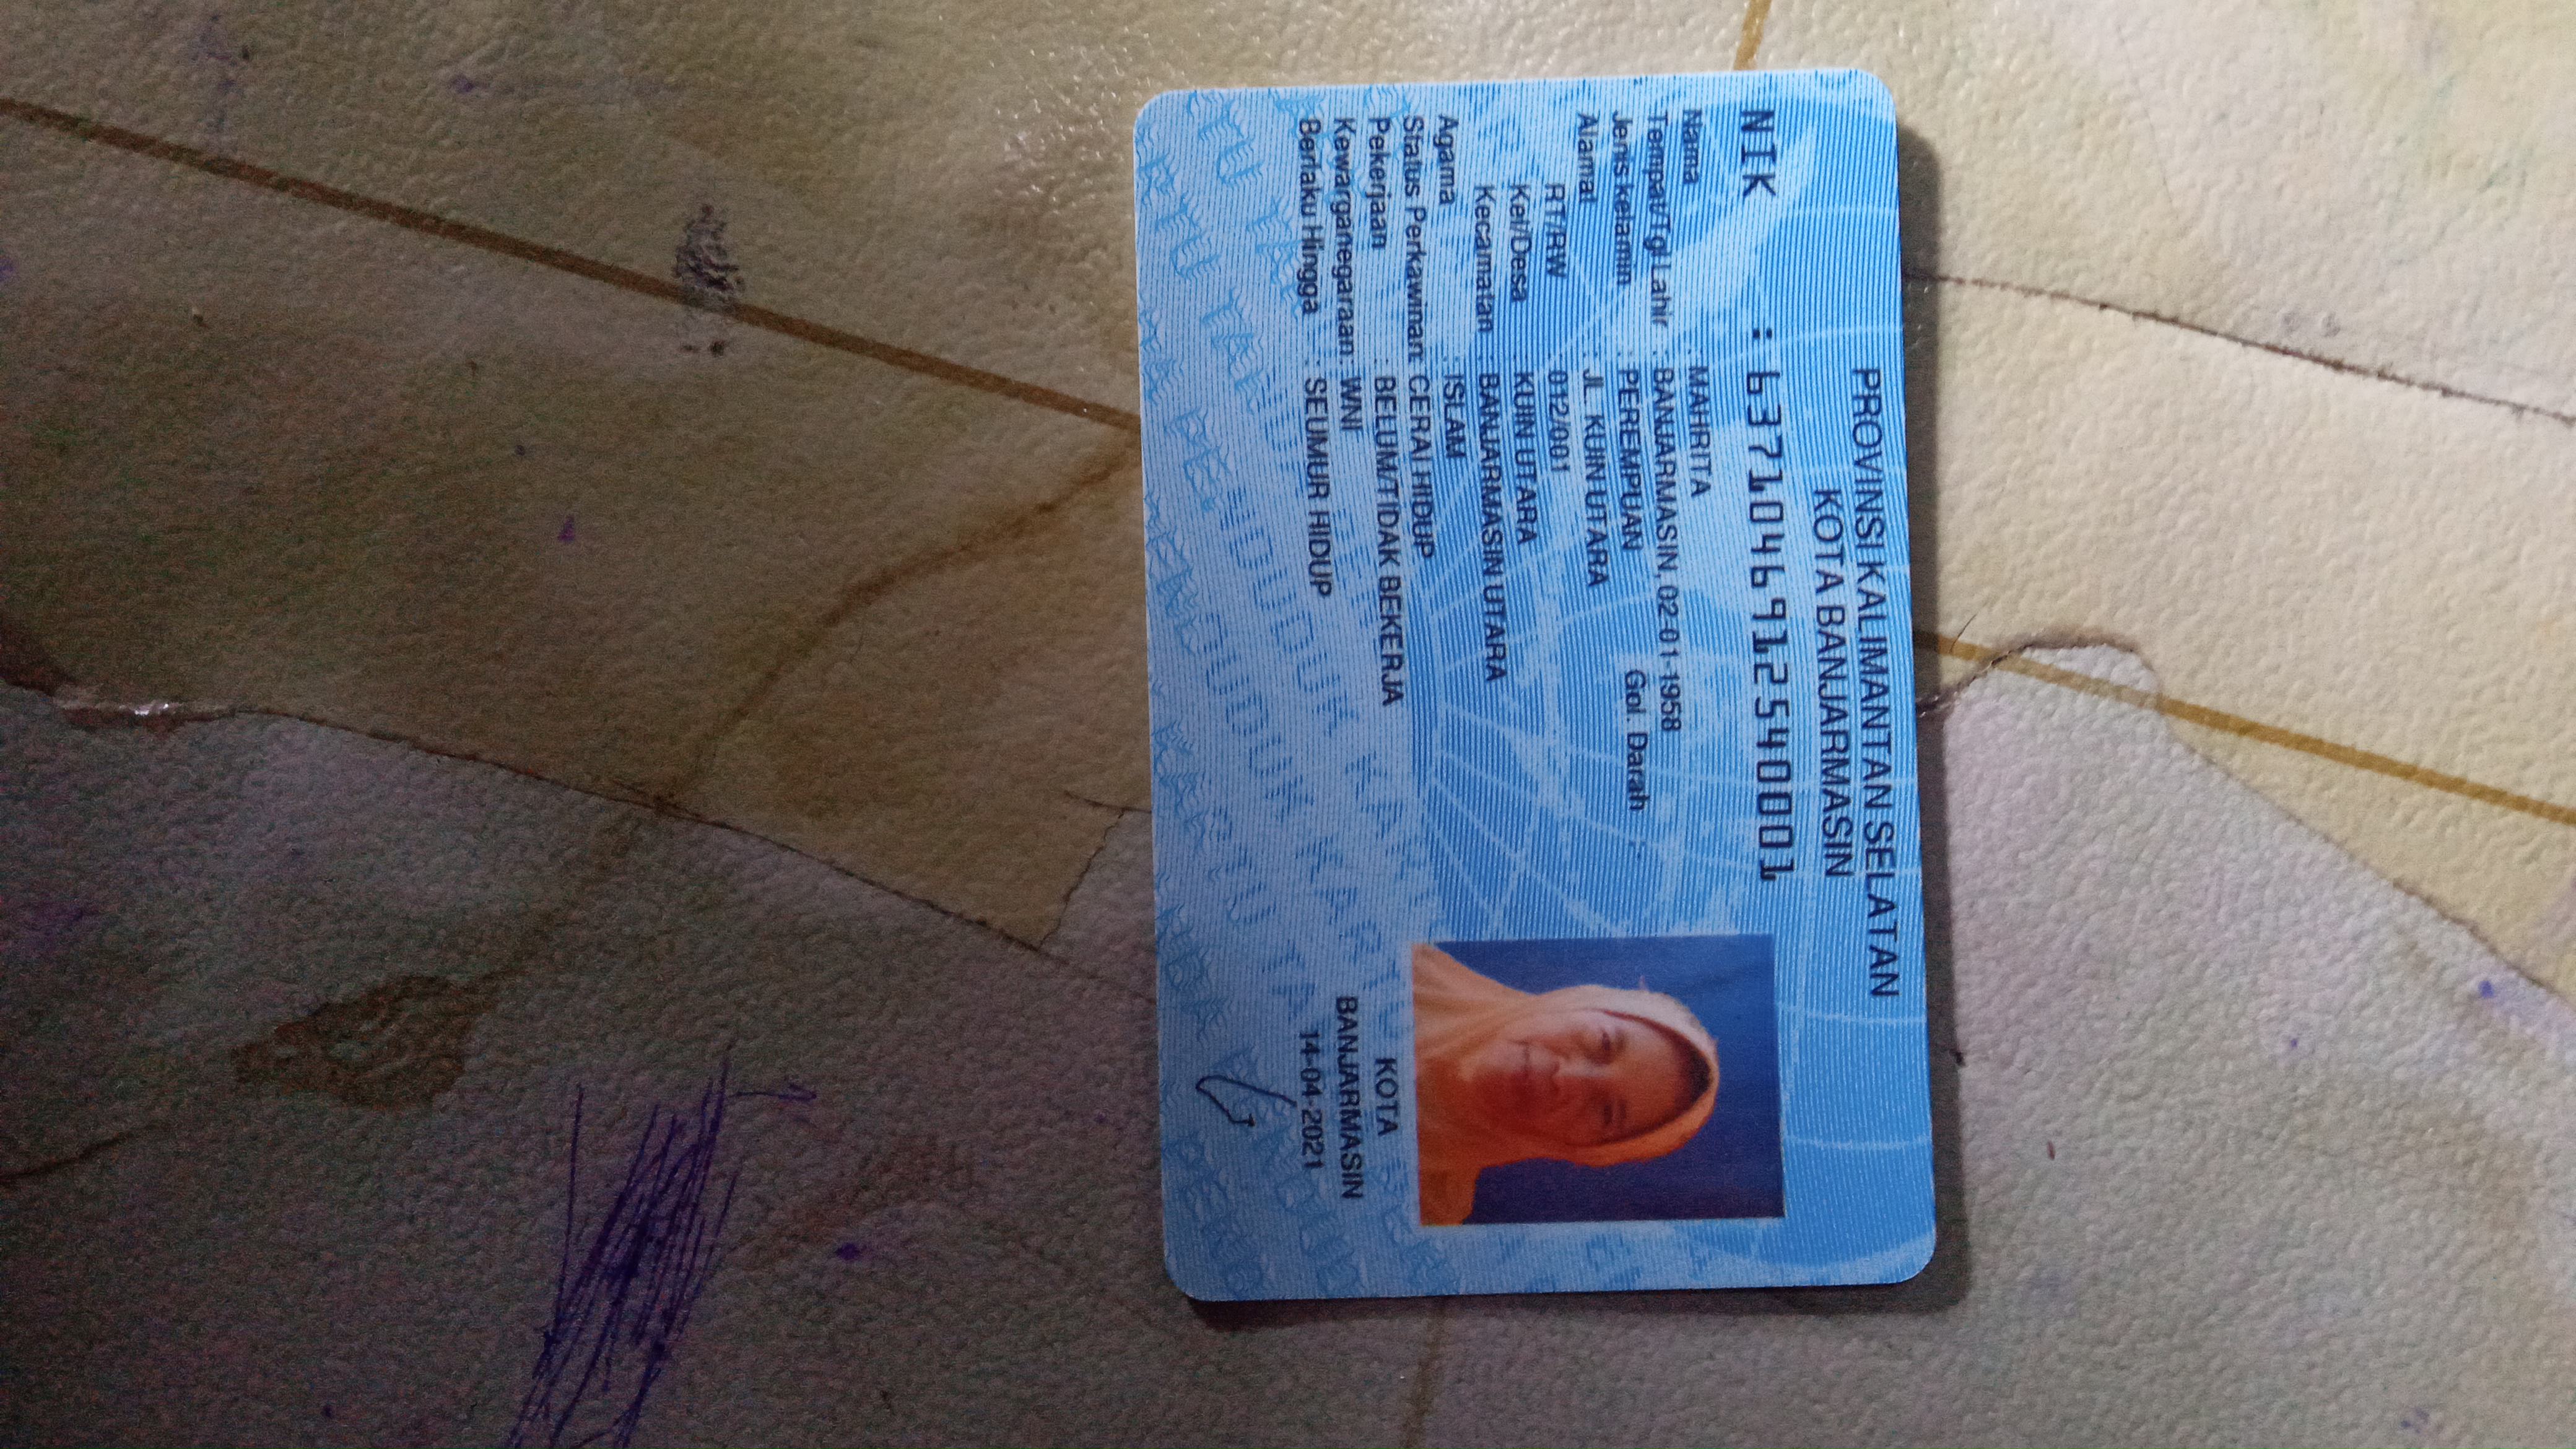 PROVINSI KALIMANTAN SELATAN
KOTA BANJARMASIN
NIK : 6371046912540001
Nama : MAHRITA
Tempat/Tgl Lahir : BANJARMASIN, 02-01-1958
Jenis kelamin : PEREMPUAN Gol. Darah : -
Alamat : JL. KUIN UTARA
RT/RW : 012/001
Kel/Desa : KUIN UTARA
Kecamatan : BANJARMASIN UTARA
Agama : ISLAM
Status Perkawinan: CERAI HIDUP
Pekerjaan : BELUM/TIDAK BEKERJA
Kewarganegaraan: WNI
Berlaku Hingga : SEUMUR HIDUP
KOTA
BANJARMASIN
14-04-2021